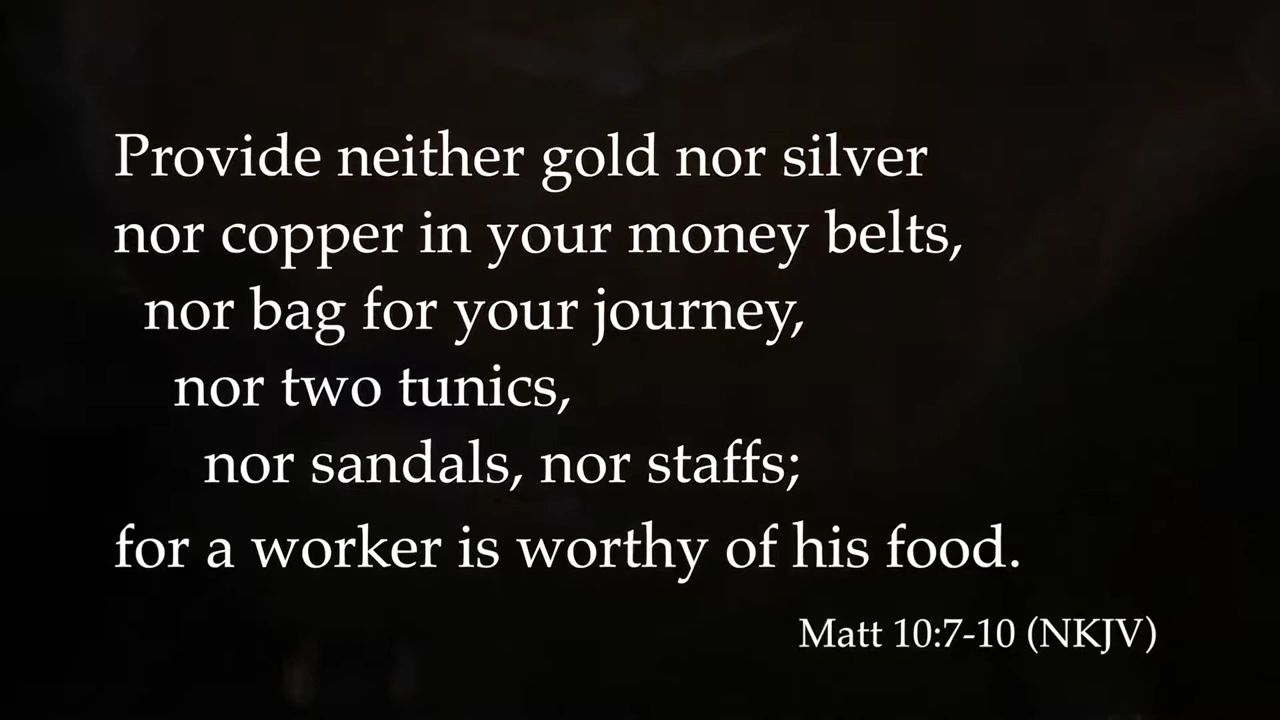 Provide neither gold nor silver
nor copper in your money belts,
nor bag for your journey,
nor two tunics,
nor sandals, nor staffs;
for a worker is worthy of his food.
Matt 10:7-10 (NKJV)